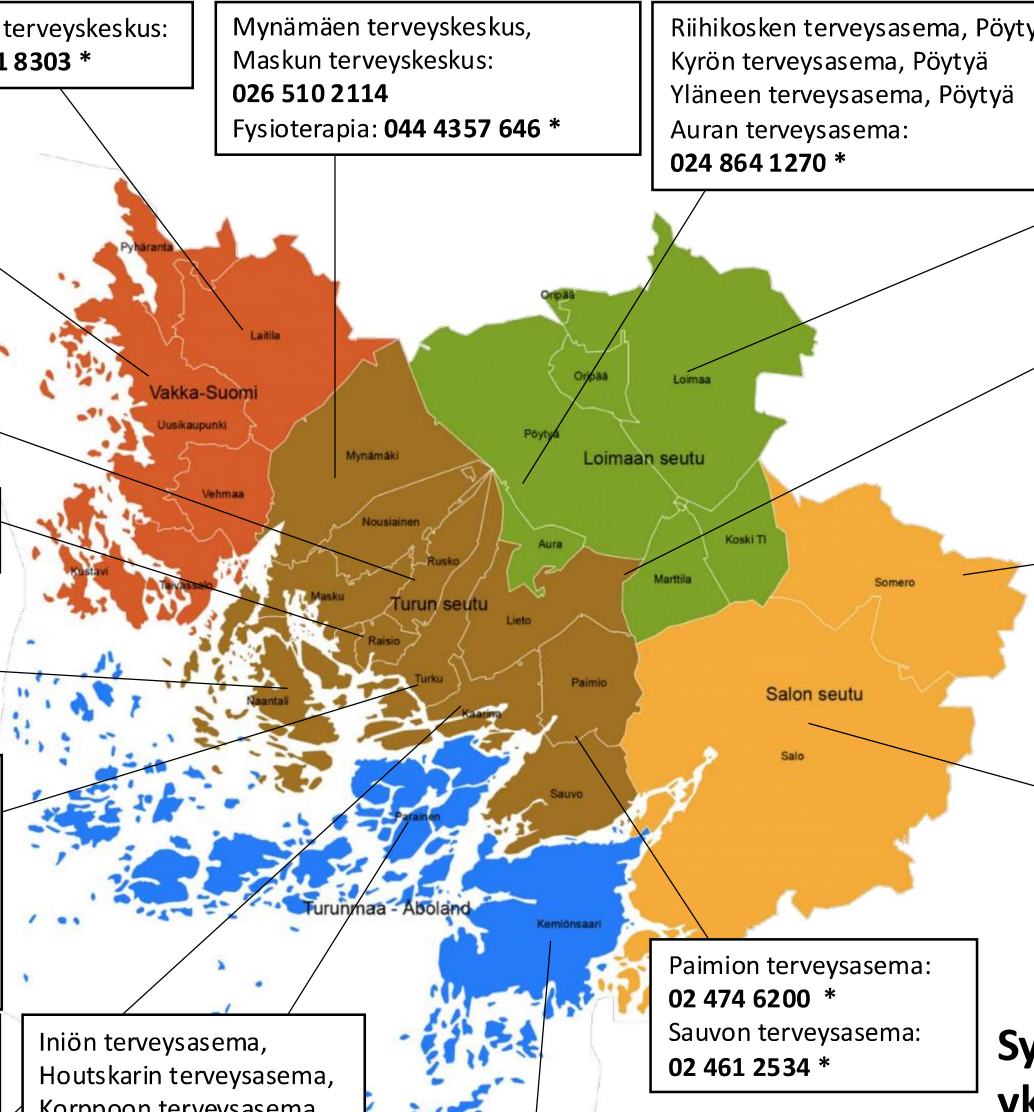 terveyskeskus:
8303 *
Mynämäen terveyskeskus,
Maskun terveyskeskus:
026 510 2114
Fysioterapia: 044 4357 646 *
Riihikosken terveysasema, Pöyty
Kyrön terveysasema, Pöytyä
Yläneen terveysasema, Pöytyä
Auran terveysasema:
024 864 1270 *
Pyhäranta
Laitila
Vakka-Suomi
Uusikaupunki
Vehmaa
Kustavi
Taivassalo
Oripää
Oripää
Loimaa
Pöytyä
Loimaan seutu
Aura
Koski Tl
Marttila
Mynämäki
Nousiainen
Rusko
Masku
Turun seutu
Lieto
Raisio
Turku
Naantali
Kaarina
Paimio
Sauvo
Somero
Salon seutu
Salo
Parainen
Turunmaa - Åboland
Kemiönsaari
Paimion terveysasema:
02 474 6200 *
Sauvon terveysasema:
02 461 2534 *
Iniön terveysasema,
Houtskarin terveysasema,
Korppoon terveysasema
Sy
yk